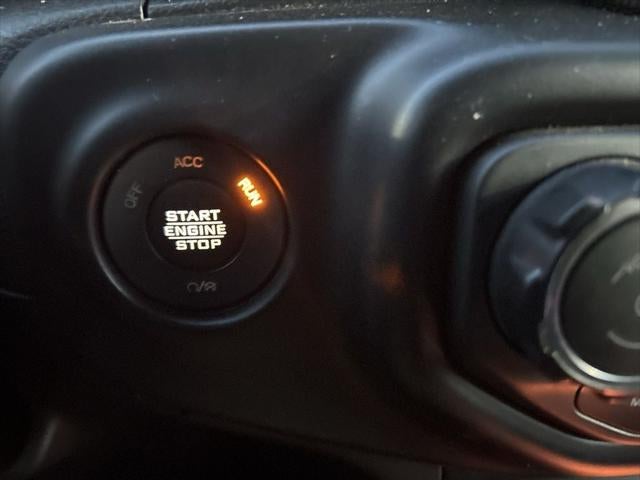 ACC
OFF
RUN
START
ENGINE
STOP